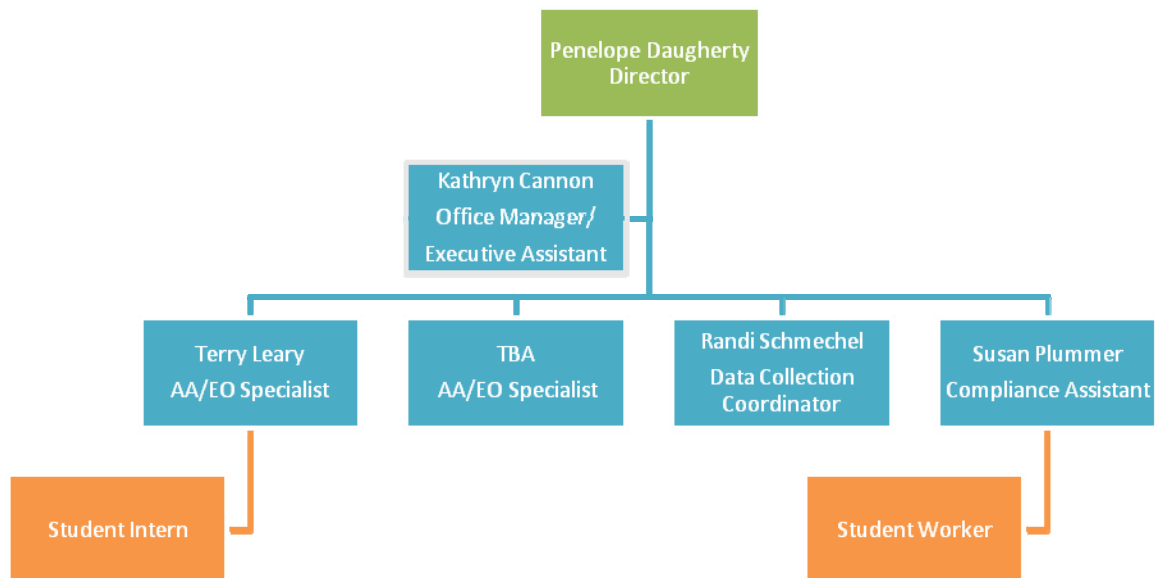 Penelope Daugherty
Director
Kathryn Cannon
Office Manager/
Executive Assistant
Terry Leary
AA/EO Specialist
TBA
AA/EO Specialist
Randi Schmechel
Data Collection
Coordinator
Susan Plummer
Compliance Assistant
Student Intern
Student Worker